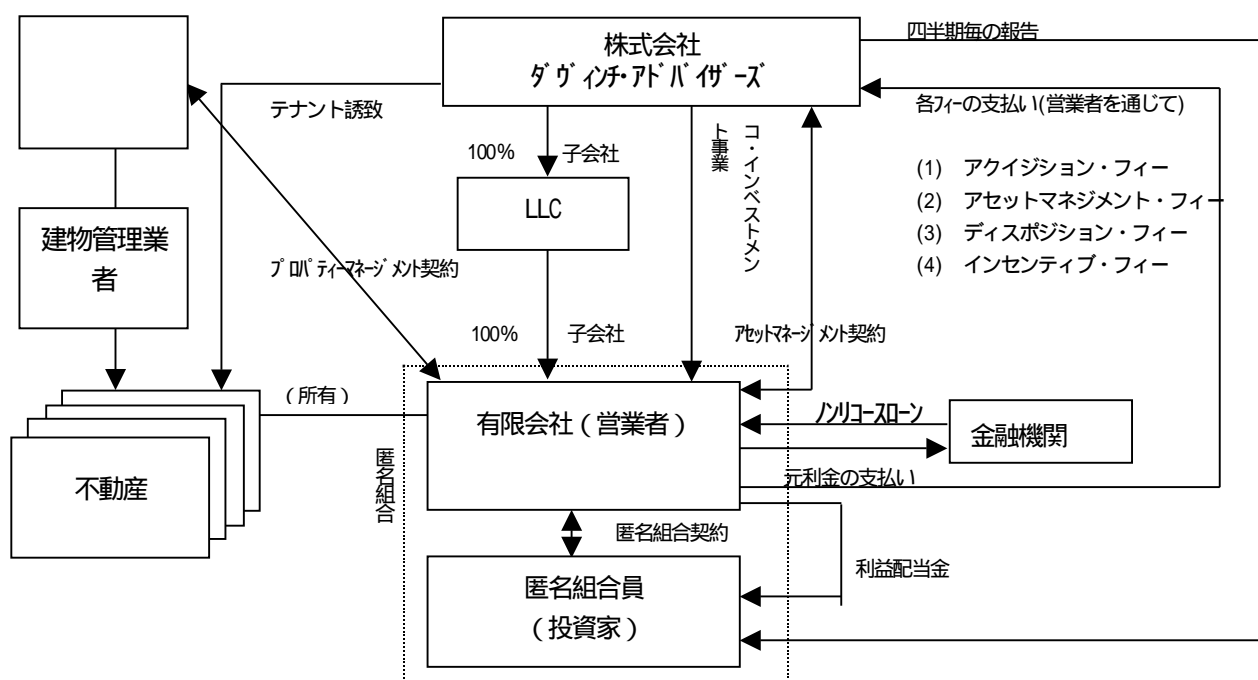 株式会社
ダヴィンチ・アドバイザーズ
四半期毎の報告
テナント誘致
各フィーの支払い(営業者を通じて)
100% 子会社
コ・インベストメン
ト事業
(1) アクイジション・フィー
(2) アセットマネジメント・フィー
(3) ディスポジション・フィー
(4) インセンティブ・フィー
LLC
建物管理業
者
プロパティーマネージメント契約
100% 子会社
アセットマネージメント契約
(所有)
有限会社(営業者)
ノンリコースローン
金融機関
匿名組合
不動産
元利金の支払い
匿名組合契約
利益配当金
匿名組合員
(投資家)